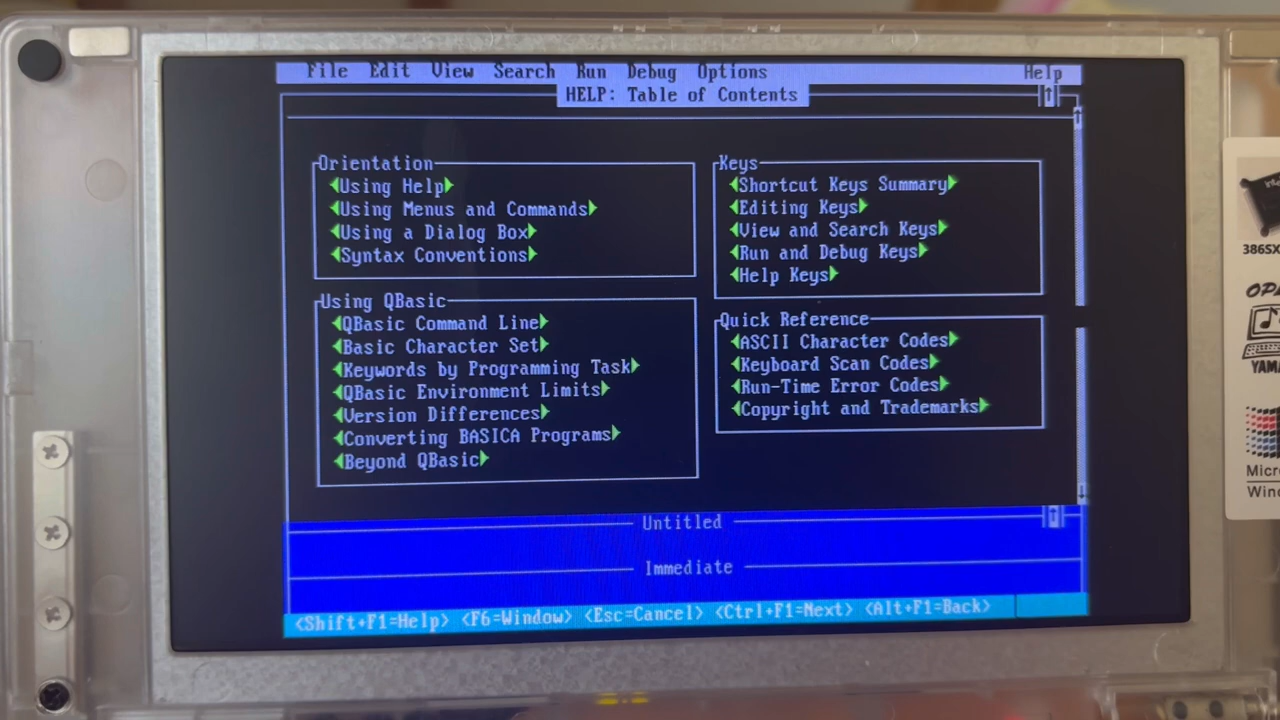 File Edit View Search Run Debug Options Help
HELP: Table of Contents
Orientation
Using Help
Using Menus and Commands
Using a Dialog Box
Syntax Conventions
Using QBasic
QBasic Command Line
Basic Character Set
Keywords by Programming Task
QBasic Environment Limits
Version Differences
Converting BASICA Programs
Beyond QBasic
Keys
Shortcut Keys Summary
Editing Keys
View and Search Keys
Run and Debug Keys
Help Keys
Quick Reference
ASCII Character Codes
Keyboard Scan Codes
Run-Time Error Codes
Copyright and Trademarks
Untitled
Immediate
<Shift+F1=Help> <F6=Window> <Esc=Cancel> <Ctrl+F1=Next> <Alt+F1=Back>
386SX
OPL
YAMA
Micro
Wind